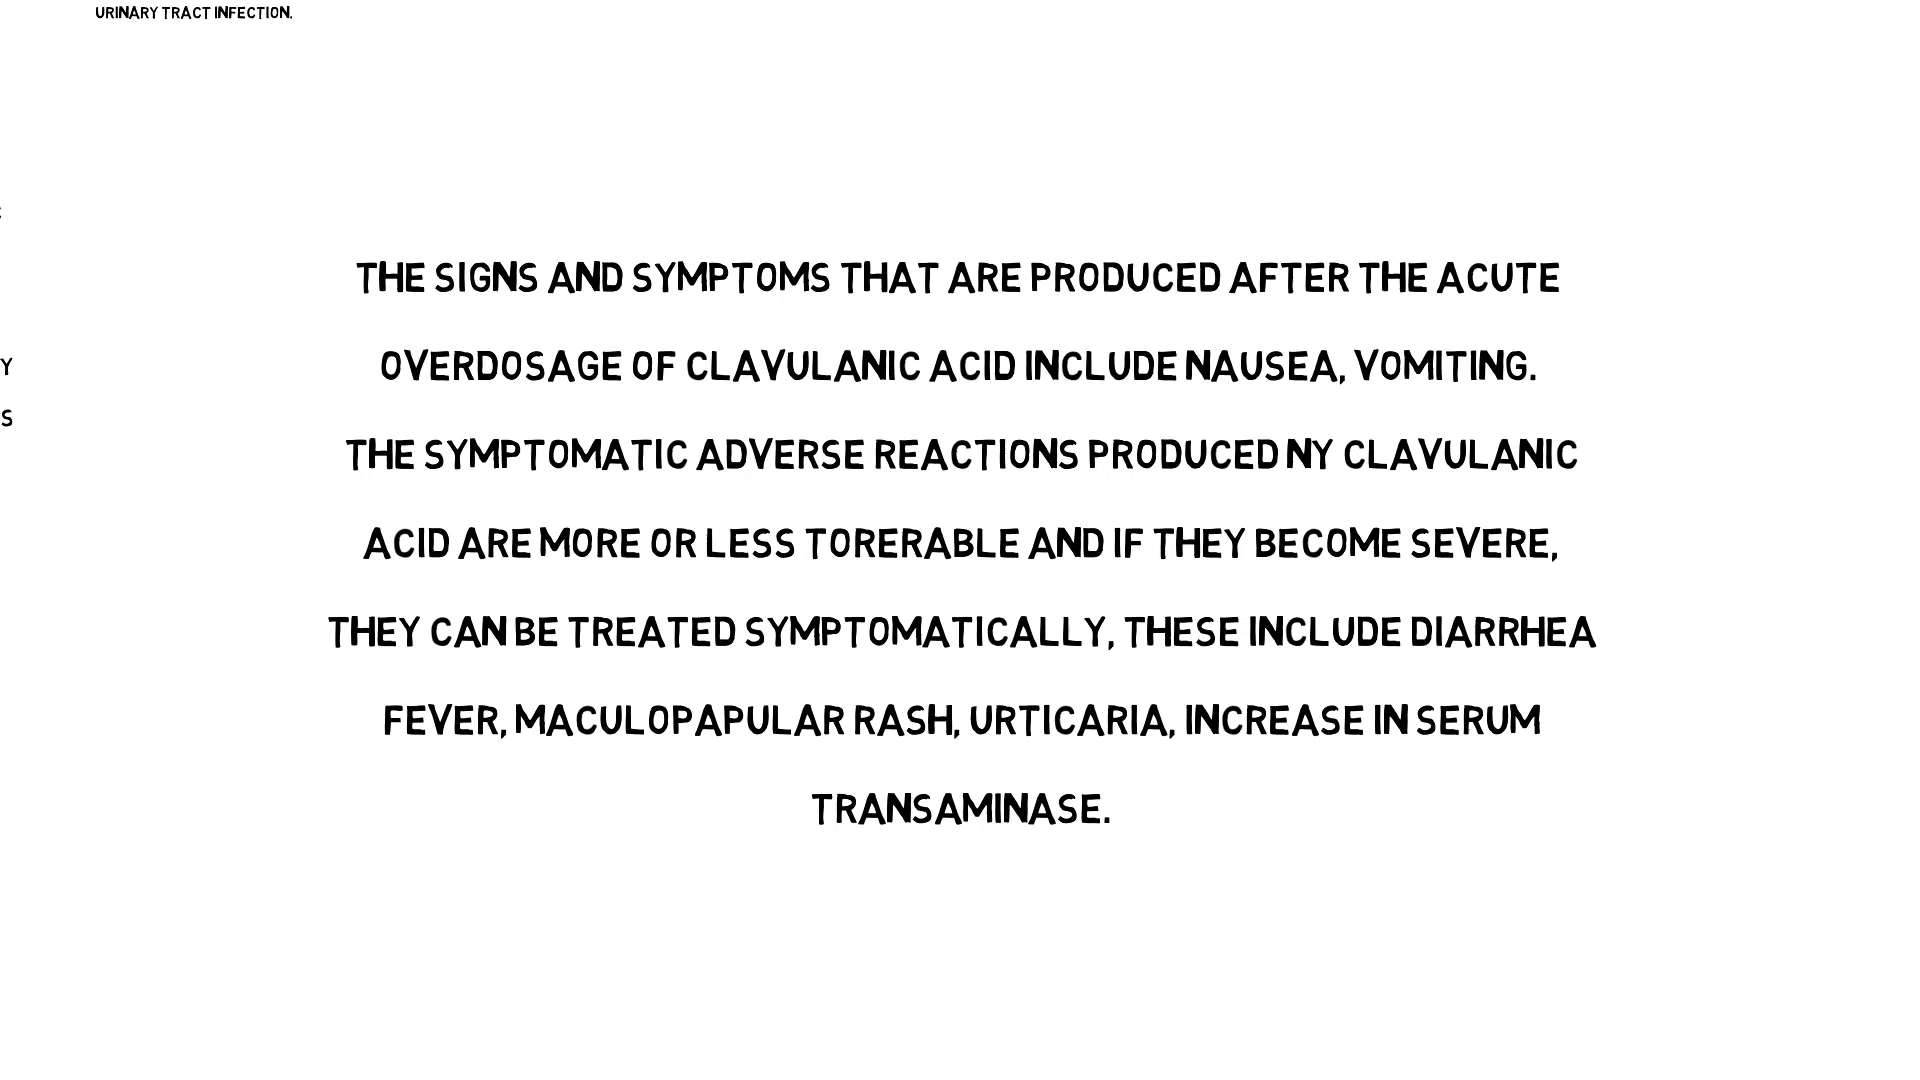 URINARY TRACT INFECTION.
Y
S
THE SIGNS AND SYMPTOMS THAT ARE PRODUCED AFTER THE ACUTE
OVERDOSAGE OF CLAVULANIC ACID INCLUDE NAUSEA, VOMITING.
THE SYMPTOMATIC ADVERSE REACTIONS PRODUCED NY CLAVULANIC
ACID ARE MORE OR LESS TORERABLE AND IF THEY BECOME SEVERE,
THEY CAN BE TREATED SYMPTOMATICALLY, THESE INCLUDE DIARRHEA
FEVER, MACULOPAPULAR RASH, URTICARIA, INCREASE IN SERUM
TRANSAMINASE.